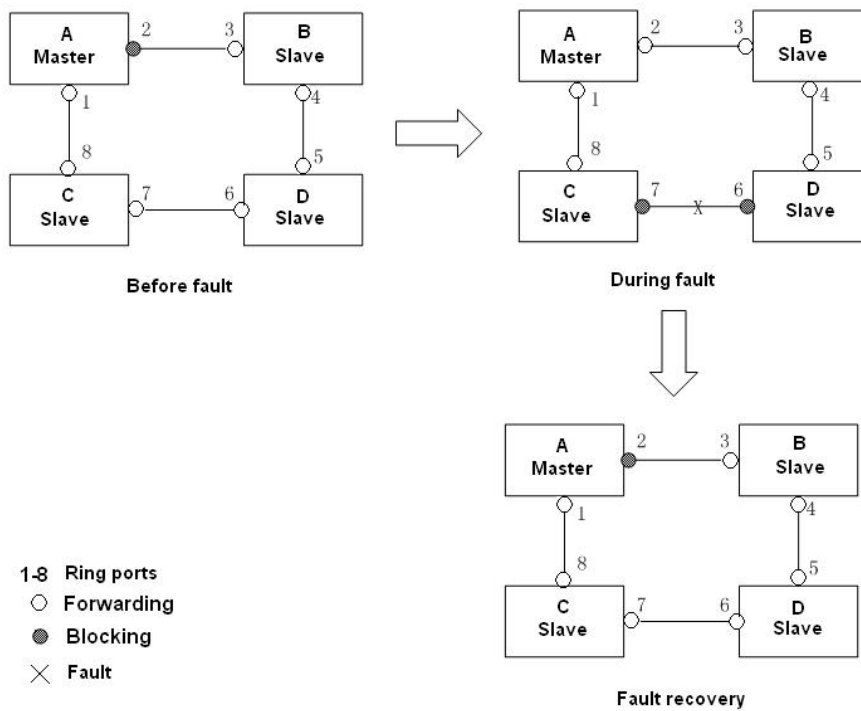 A
Master
2
3
B
Slave
1
4
8
5
C
Slave
7
6
D
Slave
Before fault
A
Master
2
3
B
Slave
1
4
8
5
C
Slave
7
X
6
D
Slave
During fault
A
Master
2
3
B
Slave
1
4
8
5
C
Slave
7
6
D
Slave
Fault recovery
1-8 Ring ports
Forwarding
Blocking
Fault